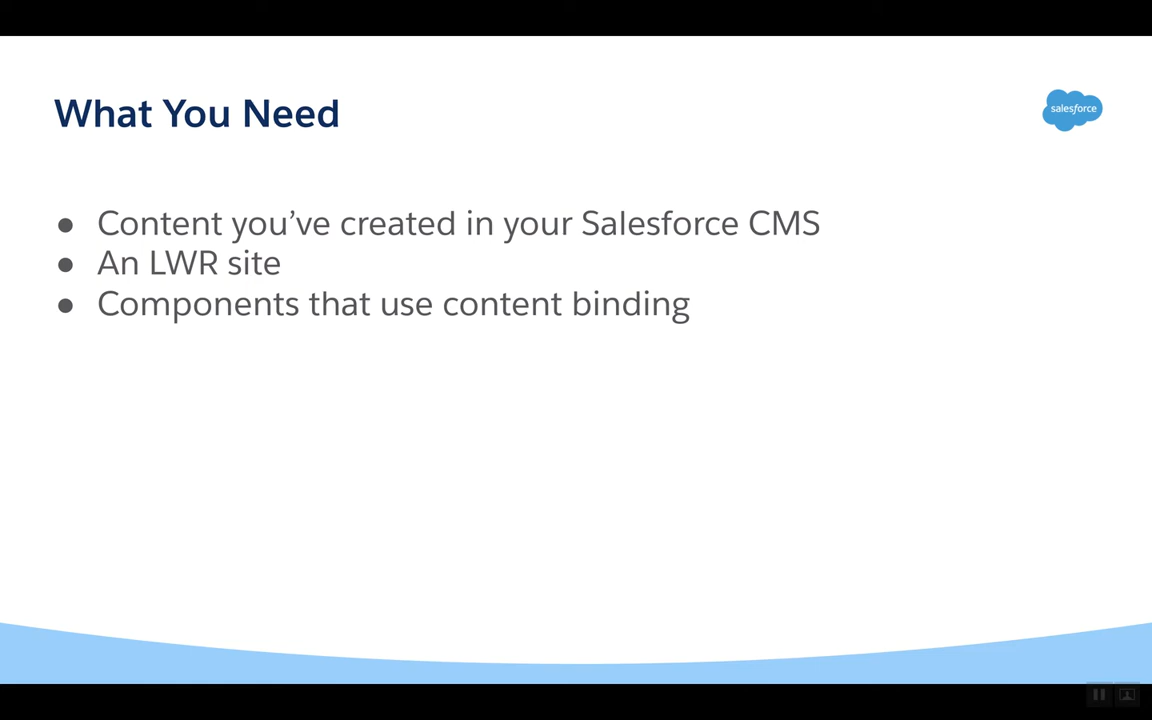 What You Need
salesforce
● Content you’ve created in your Salesforce CMS
● An LWR site
● Components that use content binding